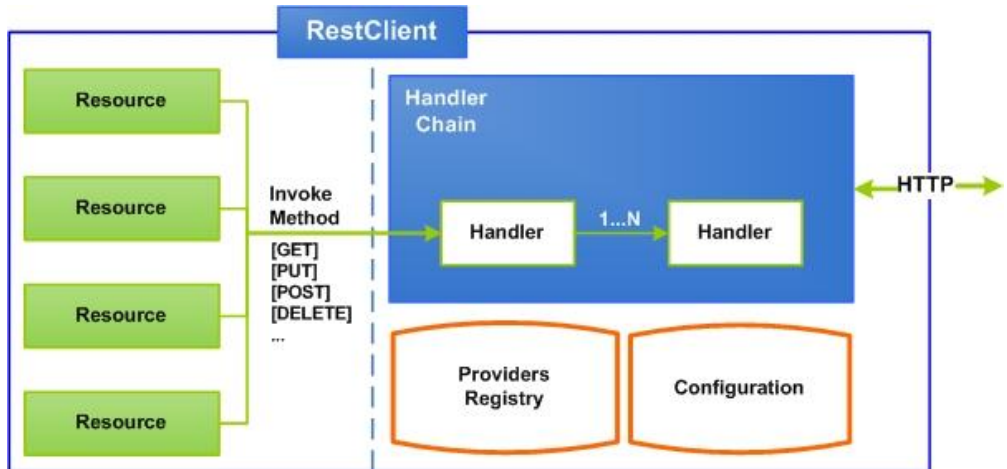 RestClient
Resource
Resource
Resource
Resource
Invoke
Method
[GET]
[PUT]
[POST]
[DELETE]
...
Handler
Chain
Handler
1...N
Handler
HTTP
Providers
Registry
Configuration